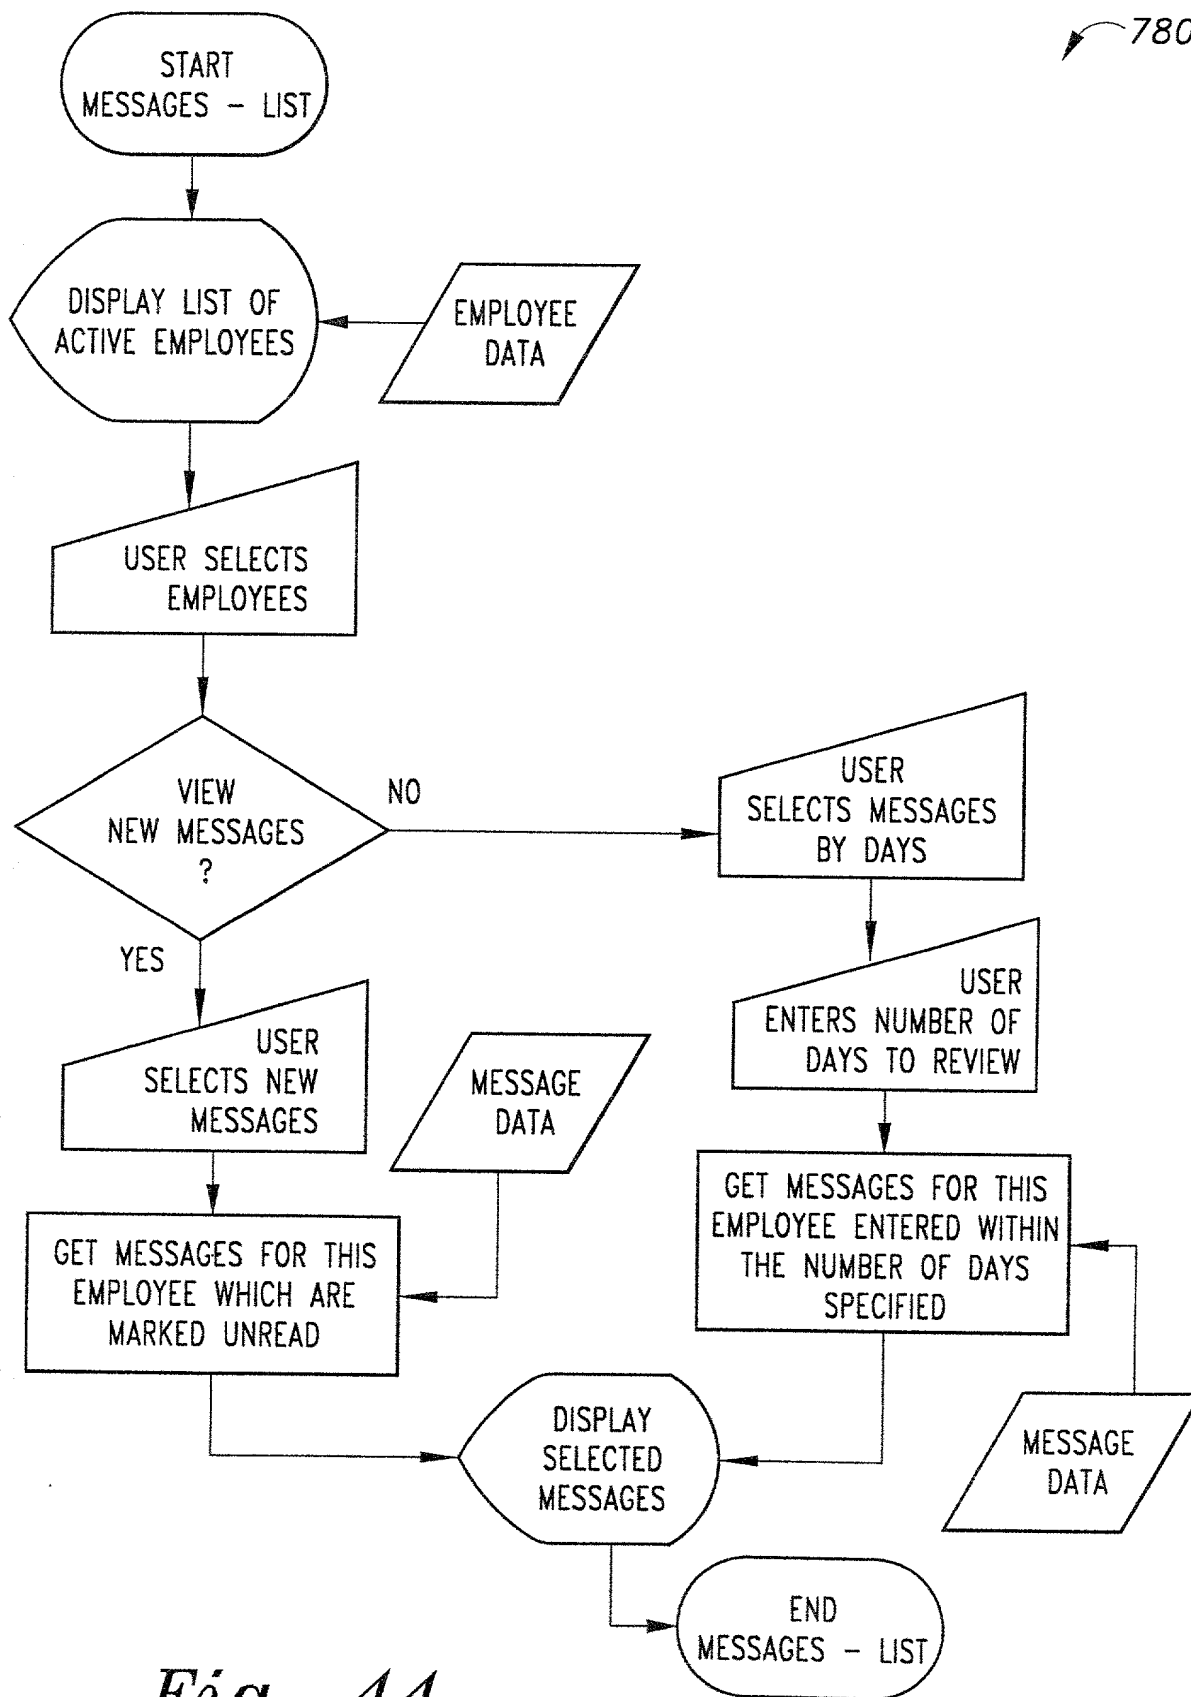 780
START
MESSAGES – LIST
DISPLAY LIST OF
ACTIVE EMPLOYEES
EMPLOYEE
DATA
USER SELECTS
EMPLOYEES
VIEW
NEW MESSAGES
?
NO
YES
USER
SELECTS MESSAGES
BY DAYS
USER
ENTERS NUMBER OF
DAYS TO REVIEW
USER
SELECTS NEW
MESSAGES
MESSAGE
DATA
GET MESSAGES FOR THIS
EMPLOYEE ENTERED WITHIN
THE NUMBER OF DAYS
SPECIFIED
GET MESSAGES FOR THIS
EMPLOYEE WHICH ARE
MARKED UNREAD
DISPLAY
SELECTED
MESSAGES
MESSAGE
DATA
END
MESSAGES – LIST
Fig. 44